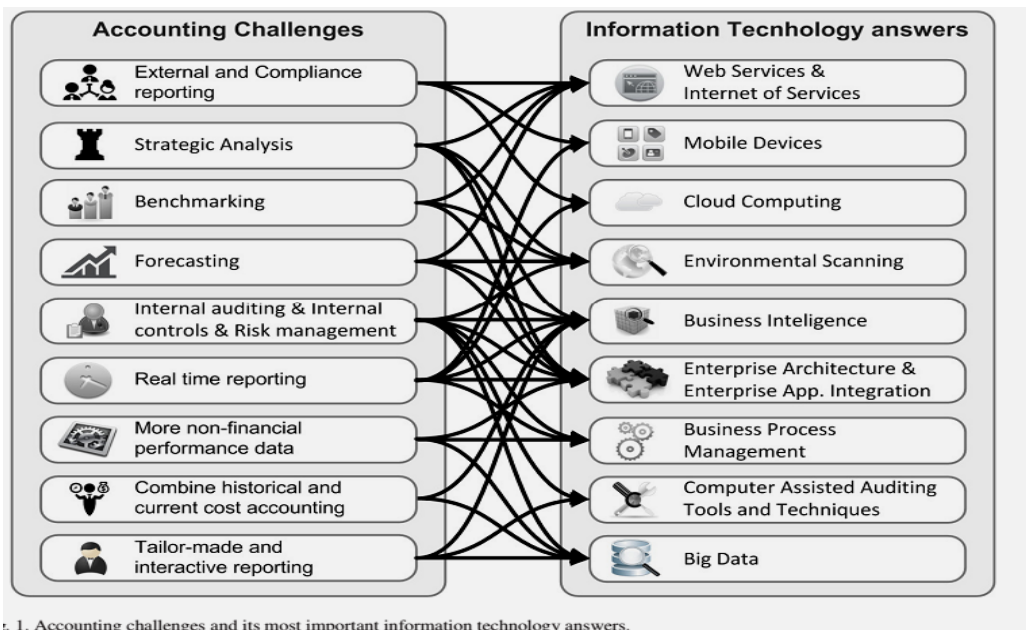 Accounting Challenges
External and Compliance
reporting
Strategic Analysis
Benchmarking
Forecasting
Internal auditing & Internal
controls & Risk management
Real time reporting
More non-financial
performance data
Combine historical and
current cost accounting
Tailor-made and
interactive reporting
Information Tecnhology answers
Web Services &
Internet of Services
Mobile Devices
Cloud Computing
Environmental Scanning
Business Inteligence
Enterprise Architecture &
Enterprise App. Integration
Business Process
Management
Computer Assisted Auditing
Tools and Techniques
Big Data
. 1. Accounting challenges and its most important information technology answers.